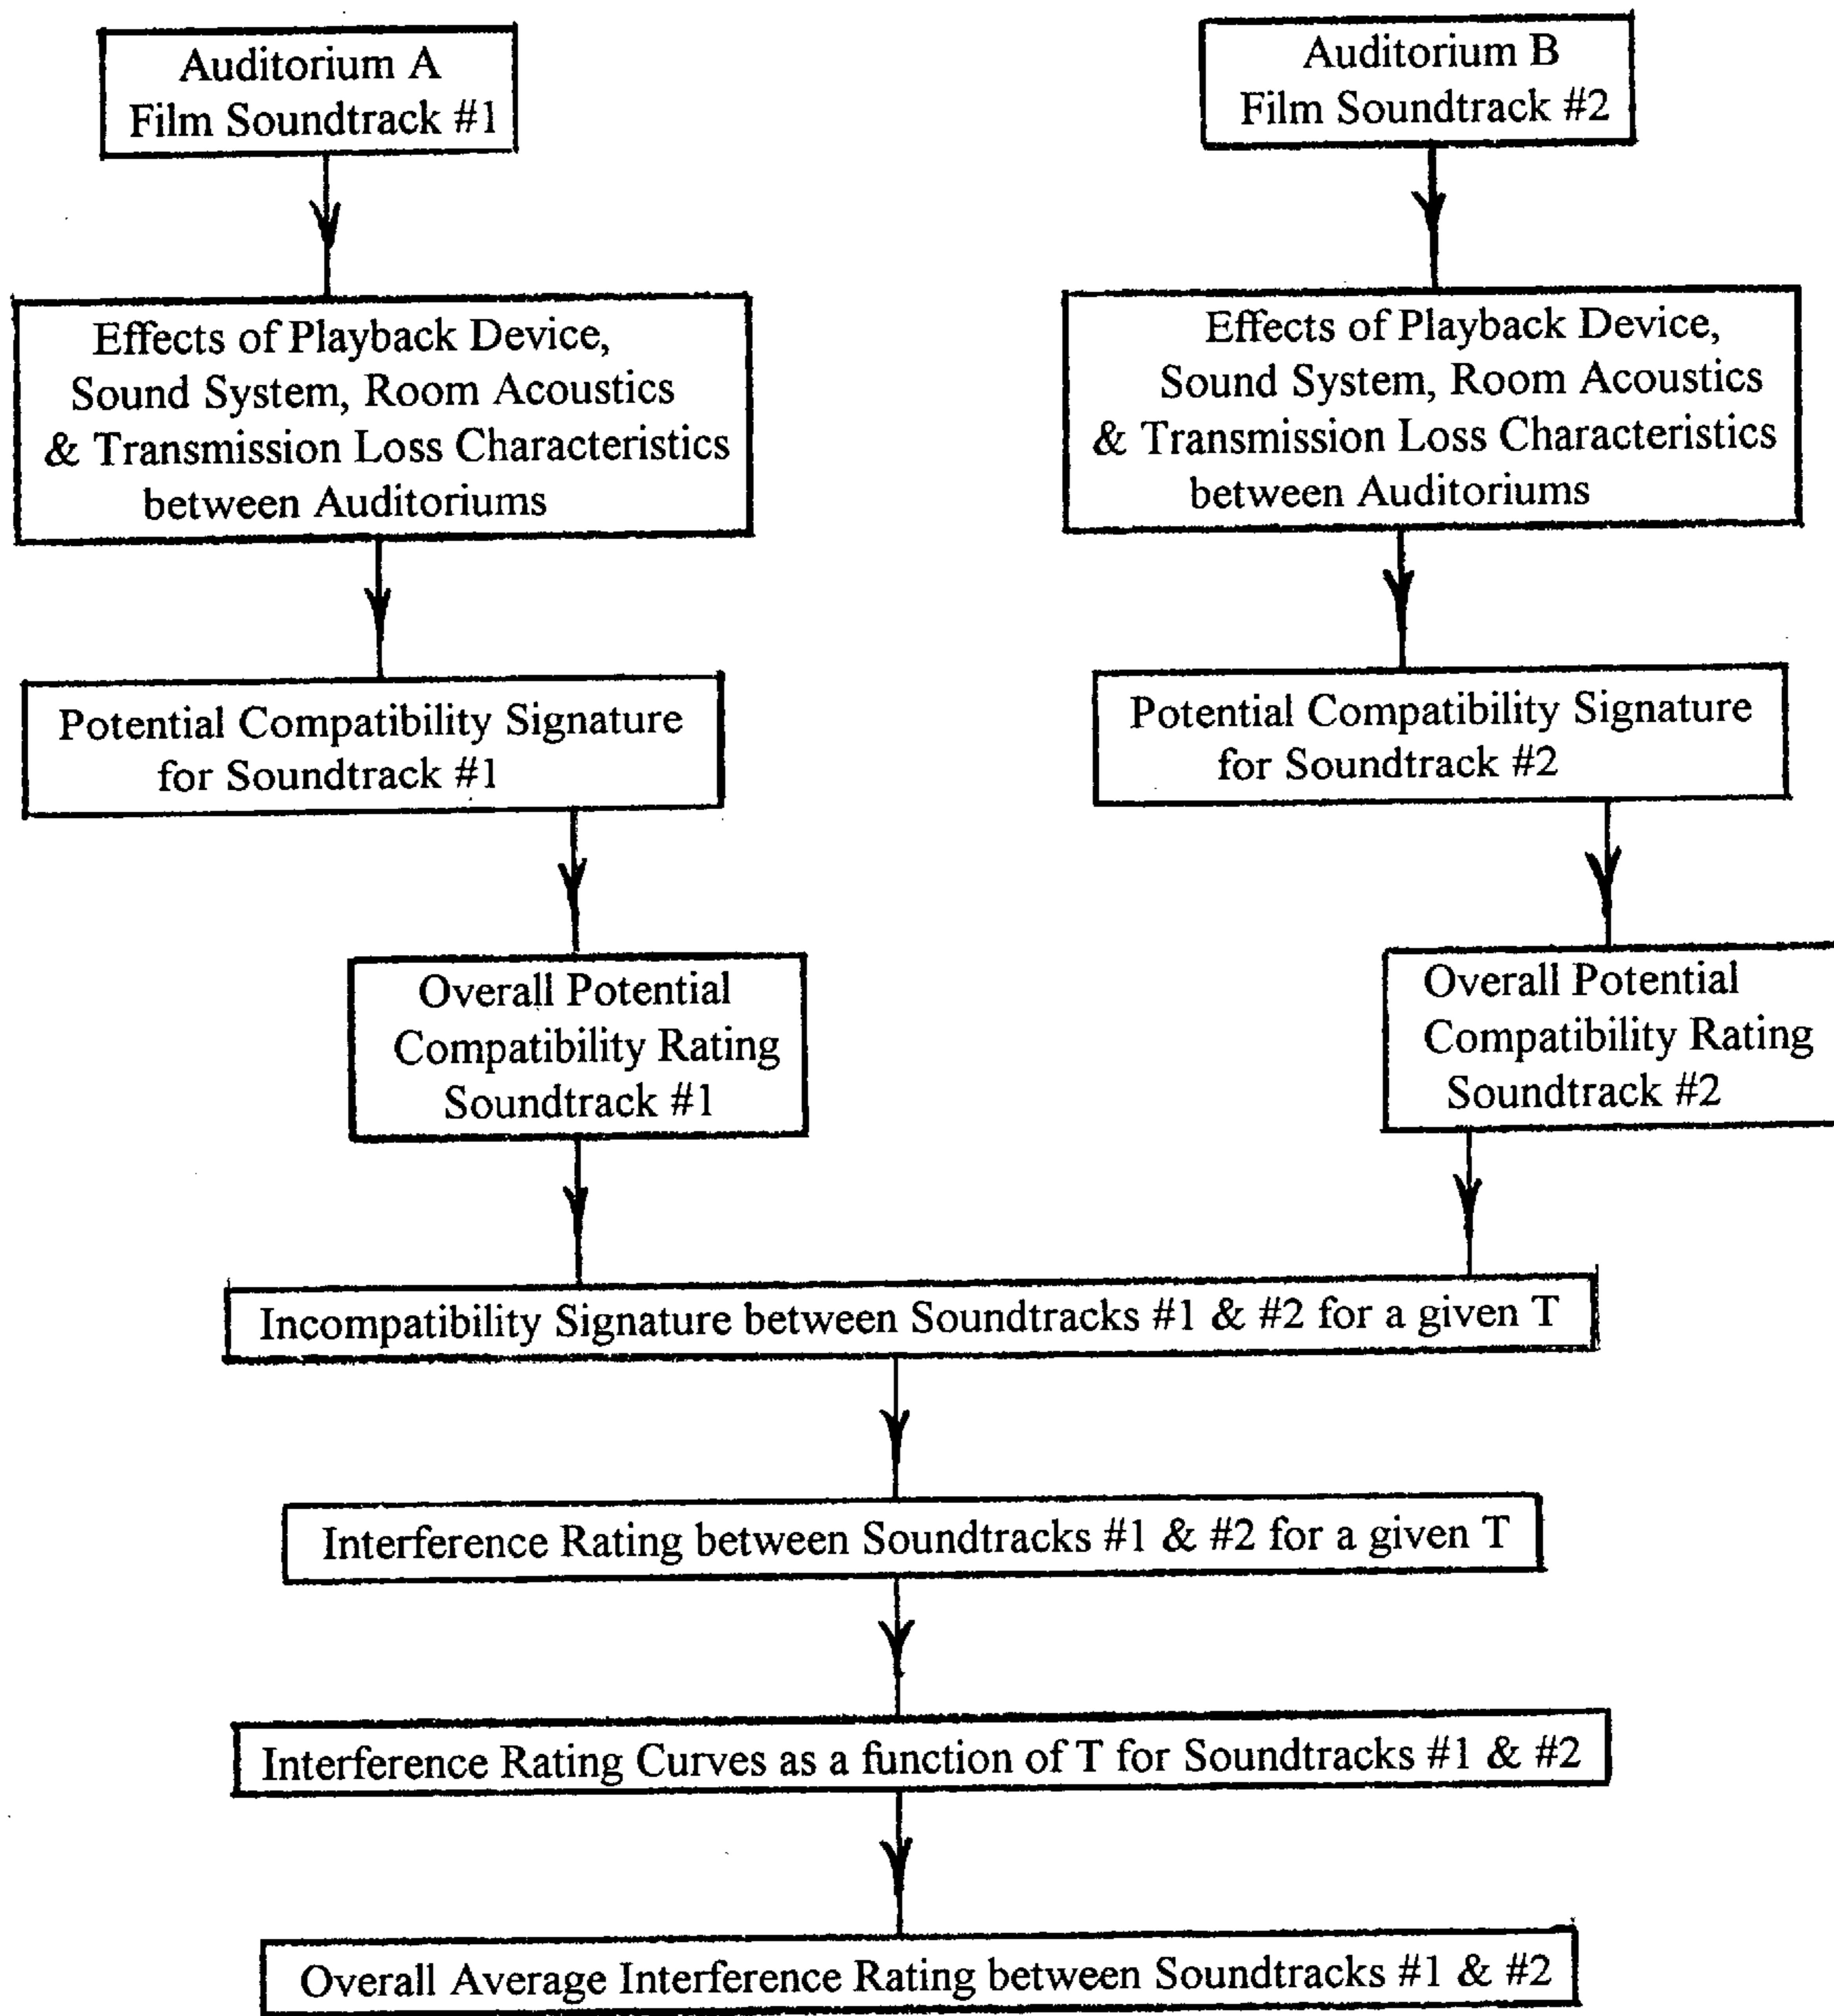 Auditorium A
Film Soundtrack #1
Auditorium B
Film Soundtrack #2
Effects of Playback Device,
Sound System, Room Acoustics
& Transmission Loss Characteristics
between Auditoriums
Effects of Playback Device,
Sound System, Room Acoustics
& Transmission Loss Characteristics
between Auditoriums
Potential Compatibility Signature
for Soundtrack #1
Potential Compatibility Signature
for Soundtrack #2
Overall Potential
Compatibility Rating
Soundtrack #1
Overall Potential
Compatibility Rating
Soundtrack #2
Incompatibility Signature between Soundtracks #1 & #2 for a given T
Interference Rating between Soundtracks #1 & #2 for a given T
Interference Rating Curves as a function of T for Soundtracks #1 & #2
Overall Average Interference Rating between Soundtracks #1 & #2